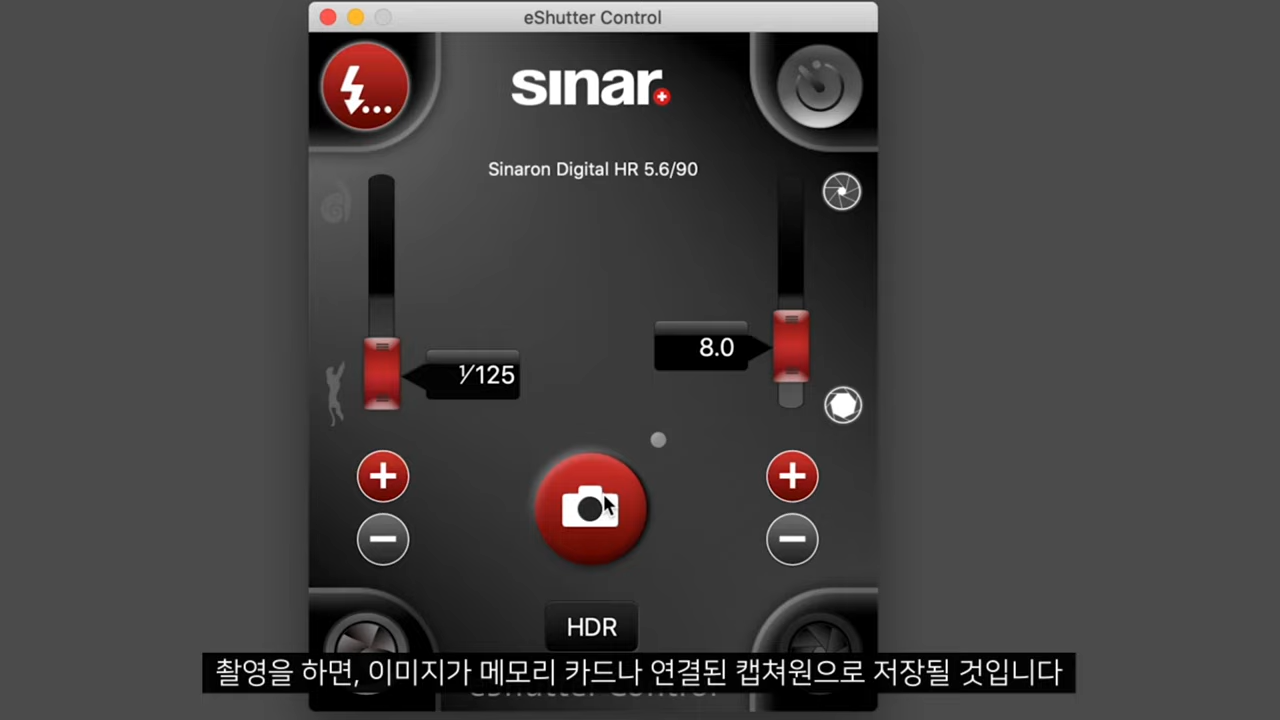 eShutter Control
sinar
Sinaron Digital HR 5.6/90
8.0
1/125
HDR
촬영을 하면, 이미지가 메모리 카드나 연결된 캡쳐원으로 저장될 것입니다
eShutter Control